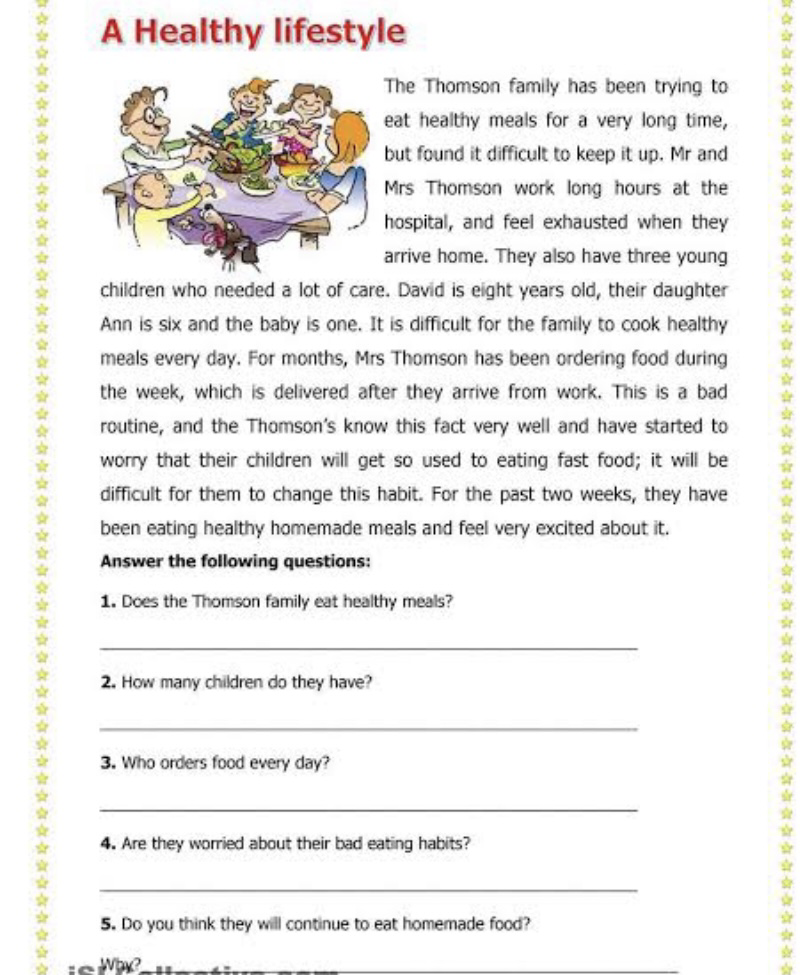 A Healthy lifestyle
The Thomson family has been trying to
eat healthy meals for a very long time,
but found it difficult to keep it up. Mr and
Mrs Thomson work long hours at the
hospital, and feel exhausted when they
arrive home. They also have three young
children who needed a lot of care. David is eight years old, their daughter
Ann is six and the baby is one. It is difficult for the family to cook healthy
meals every day. For months, Mrs Thomson has been ordering food during
the week, which is delivered after they arrive from work. This is a bad
routine, and the Thomson's know this fact very well and have started to
worry that their children will get so used to eating fast food; it will be
difficult for them to change this habit. For the past two weeks, they have
been eating healthy homemade meals and feel very excited about it.
Answer the following questions:
1. Does the Thomson family eat healthy meals?
2. How many children do they have?
3. Who orders food every day?
4. Are they worried about their bad eating habits?
5. Do you think they will continue to eat homemade food?
Why?
iSLCollective.com